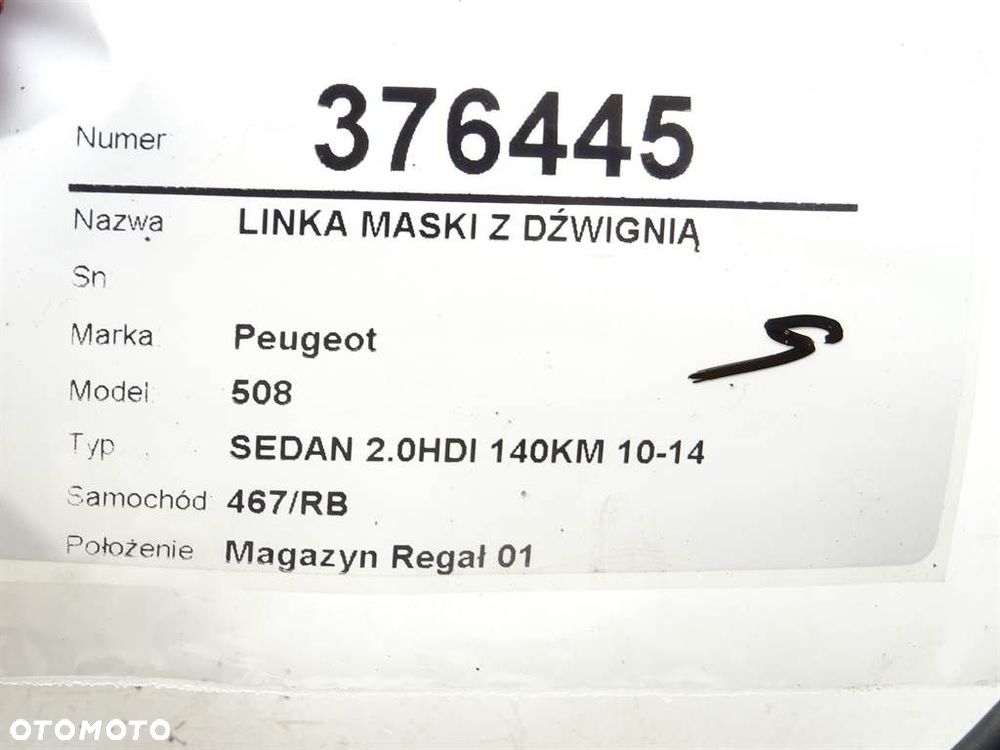 Numer 376445
Nazwa LINKA MASKI Z DŹWIGNIĄ
Sn
Marka Peugeot
Model 508
Typ SEDAN 2.0HDI 140KM 10-14
Samochód 467/RB
Położenie Magazyn Regał 01
OTOMOTO